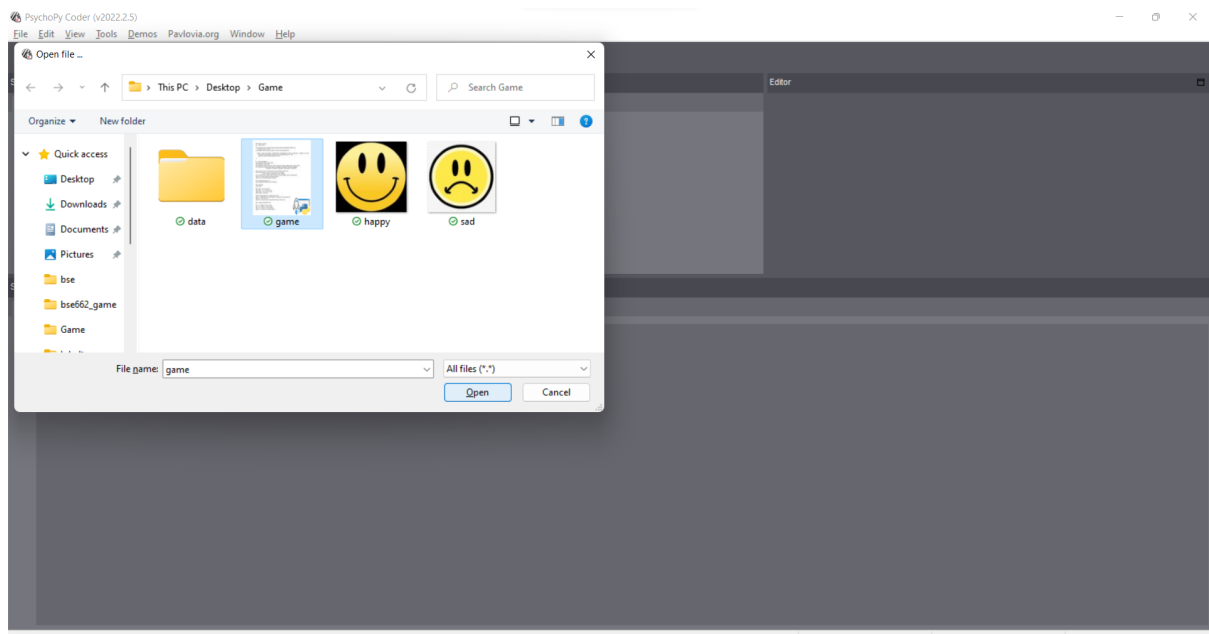 PsychoPy Coder (v2022.2.5)
File Edit View Tools Demos Pavlovia.org Window Help
Open file ...
This PC > Desktop > Game
Search Game
Editor
Organize New folder
Quick access
Desktop
Downloads
Documents
Pictures
bse
bse662_game
Game
data
game
happy
sad
File name: game
All files (*.*)
Open Cancel